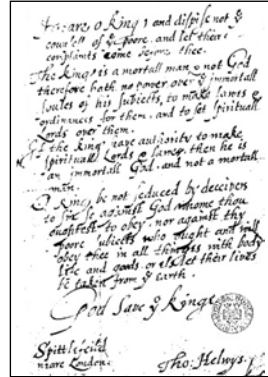 Heare o King, and dispise not ye
counsell of ye poore, and let their
complaints come before thee.
The King is a mortall man, & not God
therefore hath no power over ye immortall
soules of his subjects, to make lawes &
ordinances for them, and to set spirituall
Lords over them.
If the King have authority to make
spirituall Lords & lawes, then he is
an immortall God, and not a mortall
man.
O King, be not seduced by deceivers
to sin so against God whome thou
oughtest to obey, nor against thy
poore subjects who ought and will
obey thee in all things with body
life and goods, or els let their lives
be taken from ye earth.
God Save ye Kinge
Spittlefeild
neare London.
Tho: Helwys.